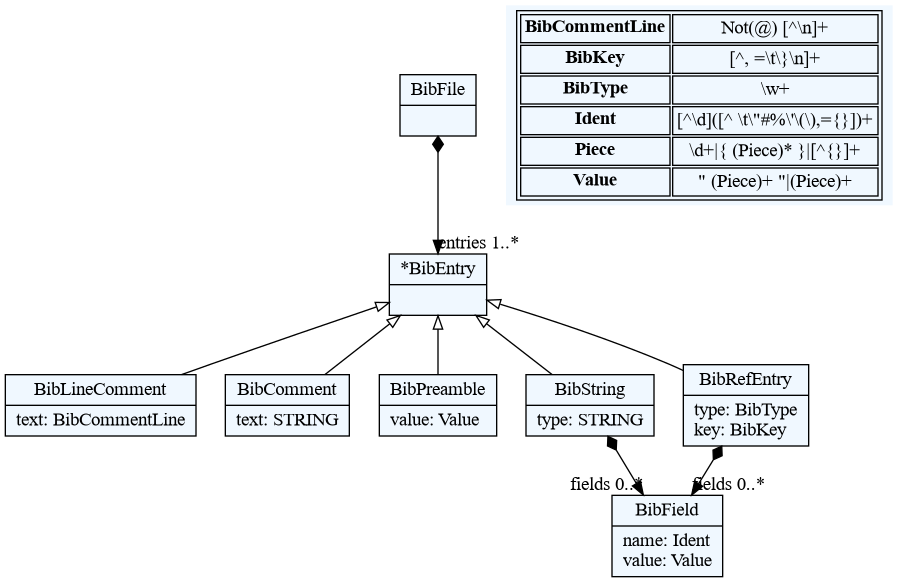 BibCommentLine Not(@) [^\n]+
BibKey [^, =\t\}\n]+
BibType \w+
Ident [^\d]([^ \t\"#%\'\(\),={}])+
Piece \d+|{ (Piece)* }|[^{}]+
Value " (Piece)+ "|(Piece)+
BibFile
entries 1..*
*BibEntry
BibLineComment
text: BibCommentLine
BibComment
text: STRING
BibPreamble
value: Value
BibString
type: STRING
BibRefEntry
type: BibType
key: BibKey
fields 0..*
fields 0..*
BibField
name: Ident
value: Value